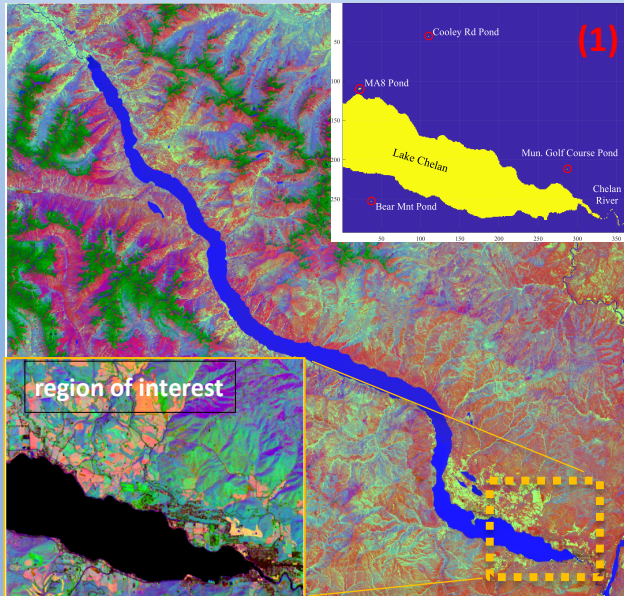 (1)
Cooley Rd Pond
MA8 Pond
Mun. Golf Course Pond
Lake Chelan
Chelan
River
Bear Mnt Pond
50
100
150
200
250
0
50
100
150
200
250
300
350
region of interest